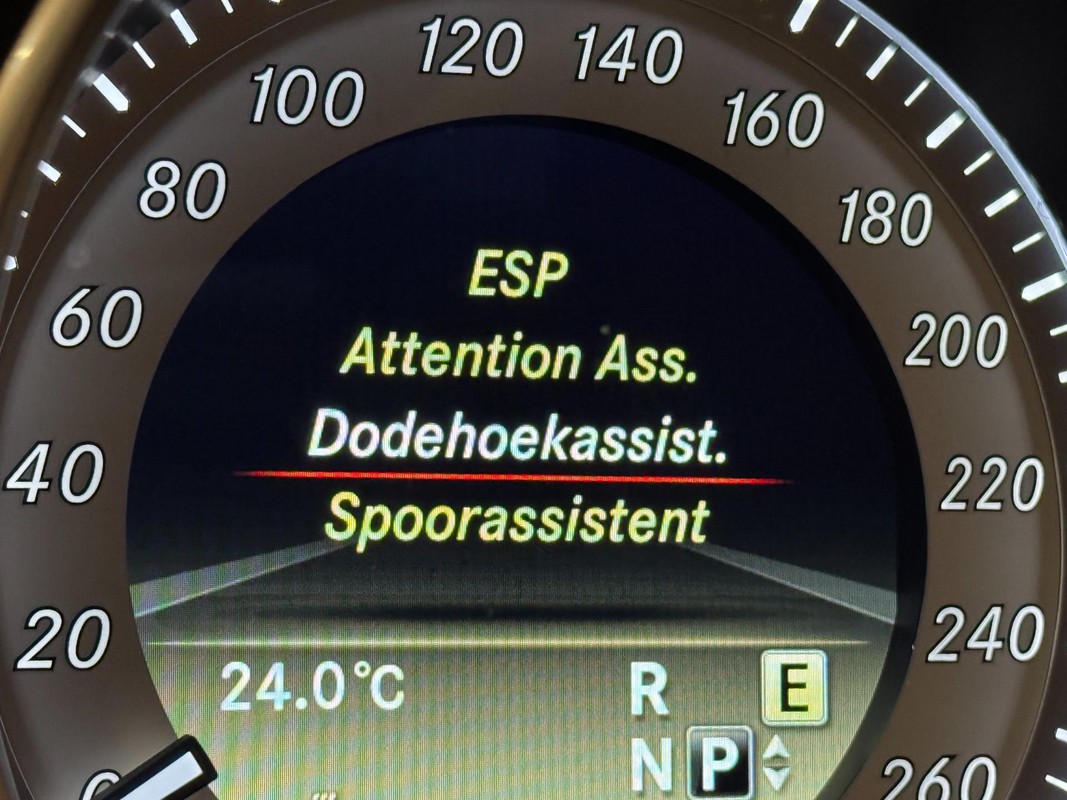 120 140
100 160
80 180
60 200
40 220
20 240
0 260
ESP
Attention Ass.
Dodehoekassist.
Spoorassistent
24.0°C R E
N P